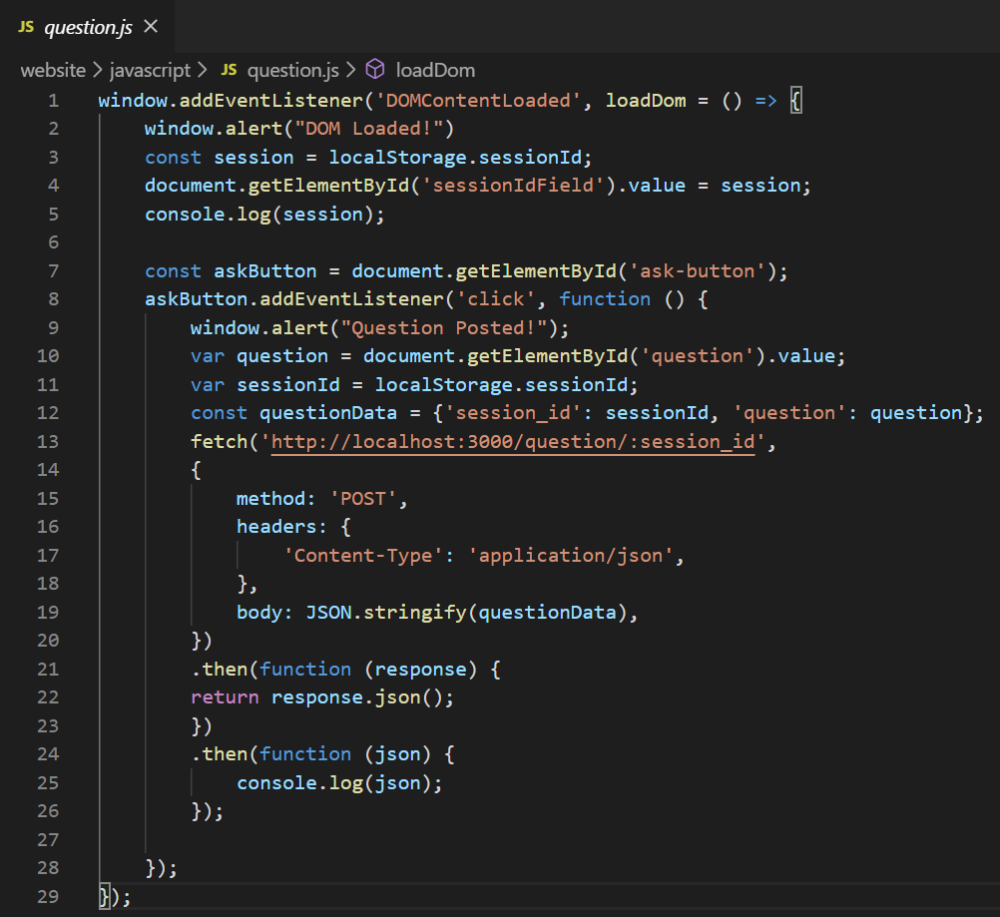 JS question.js
website > javascript > JS question.js > loadDom
1 window.addEventListener('DOMContentLoaded', loadDom = () => {
2     window.alert("DOM Loaded!")
3     const session = localStorage.sessionId;
4     document.getElementById('sessionIdField').value = session;
5     console.log(session);
6
7     const askButton = document.getElementById('ask-button');
8     askButton.addEventListener('click', function () {
9         window.alert("Question Posted!");
10         var question = document.getElementById('question').value;
11         var sessionId = localStorage.sessionId;
12         const questionData = {'session_id': sessionId, 'question': question};
13         fetch('http://localhost:3000/question/:session_id',
14         {
15             method: 'POST',
16             headers: {
17                 'Content-Type': 'application/json',
18             },
19             body: JSON.stringify(questionData),
20         })
21         .then(function (response) {
22         return response.json();
23         })
24         .then(function (json) {
25             console.log(json);
26         });
27
28     });
29 });